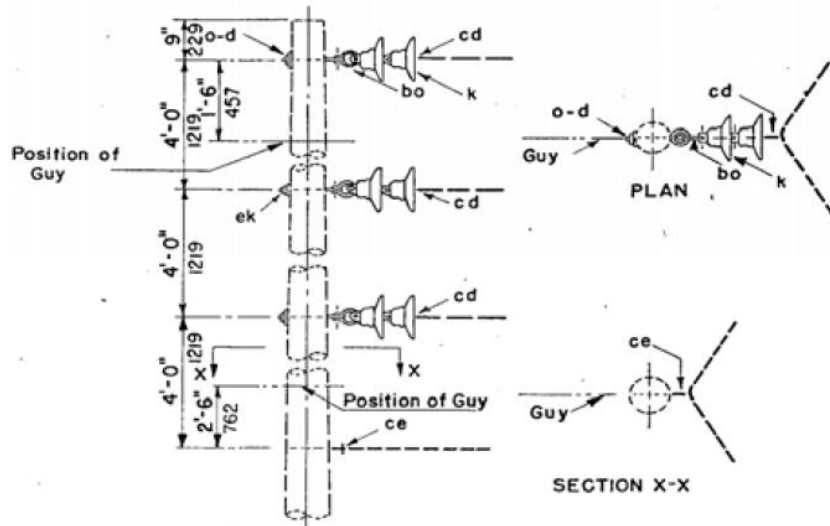 9"
229
o-d
cd
4'-0"
1219
1'-6"
457
bo
k
Position of
Guy
ek
cd
4'-0"
1219
cd
4'-0"
1219
X
X
Position of Guy
2'-6"
762
ce
cd
o-d
Guy
bo
k
PLAN
ce
Guy
SECTION X-X